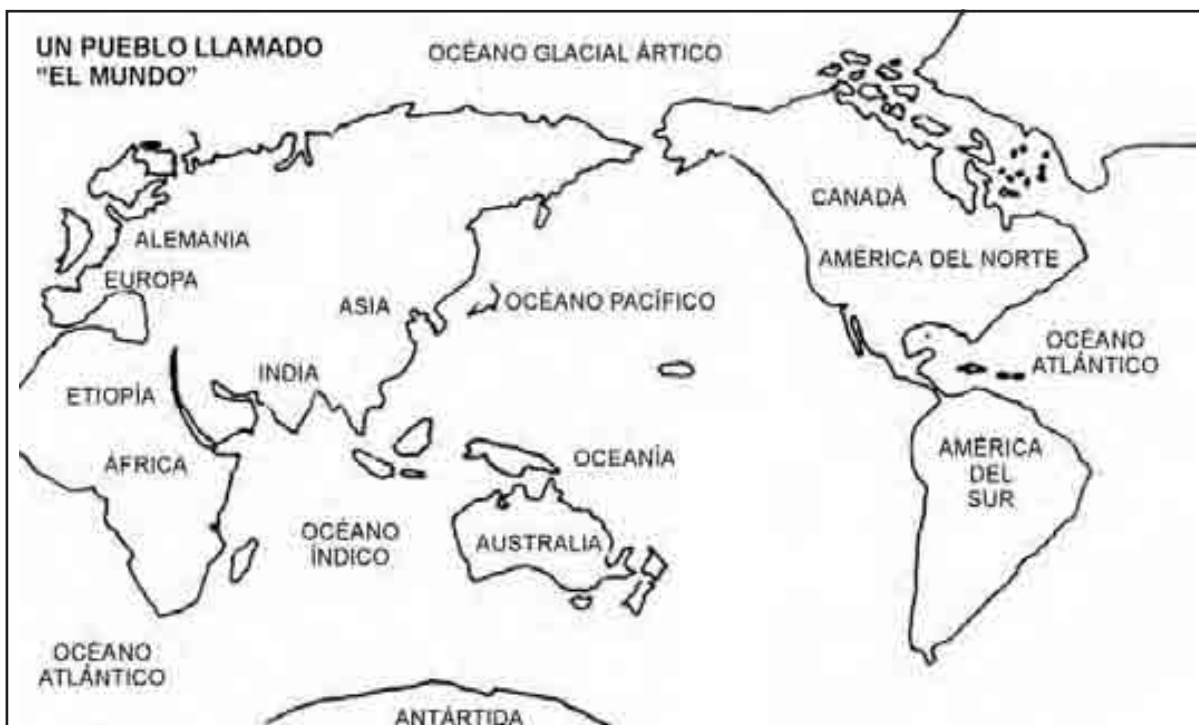 UN PUEBLO LLAMADO
"EL MUNDO"
OCÉANO GLACIAL ÁRTICO
CANADÁ
ALEMANIA
AMÉRICA DEL NORTE
EUROPA
ASIA
OCÉANO PACÍFICO
OCÉANO
ATLÁNTICO
INDIA
ETIOPÍA
ÁFRICA
OCEANÍA
AMÉRICA
DEL
SUR
OCÉANO
ÍNDICO
AUSTRALIA
OCÉANO
ATLÁNTICO
ANTÁRTIDA